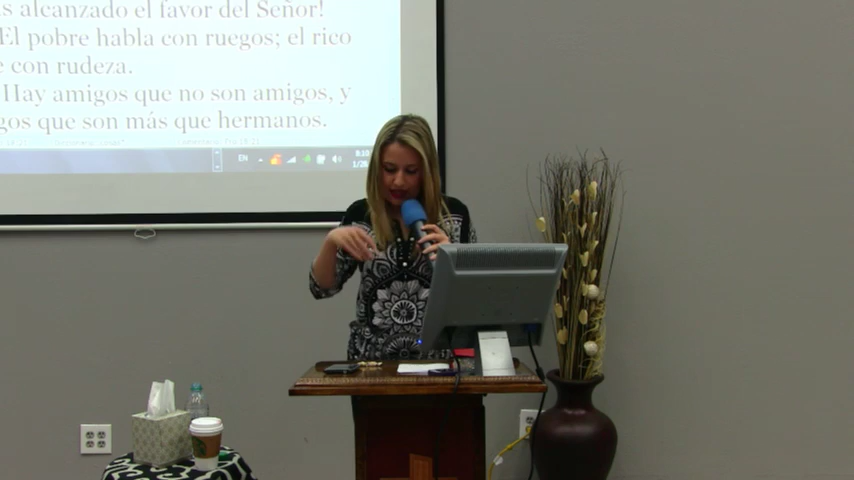 s alcanzado el favor del Señor!
El pobre habla con ruegos; el rico
e con rudeza.
Hay amigos que no son amigos, y
gos que son más que hermanos.
EN